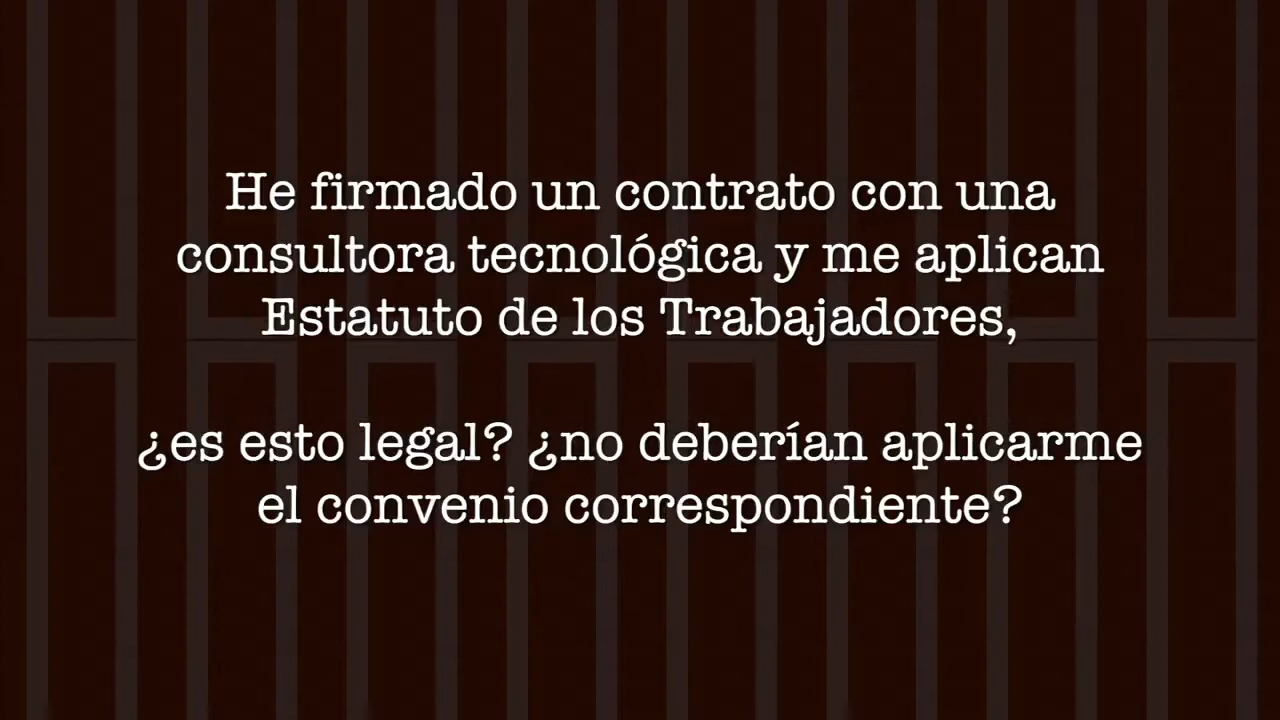 He firmado un contrato con una
consultora tecnológica y me aplican
Estatuto de los Trabajadores,
¿es esto legal? ¿no deberían aplicarme
el convenio correspondiente?